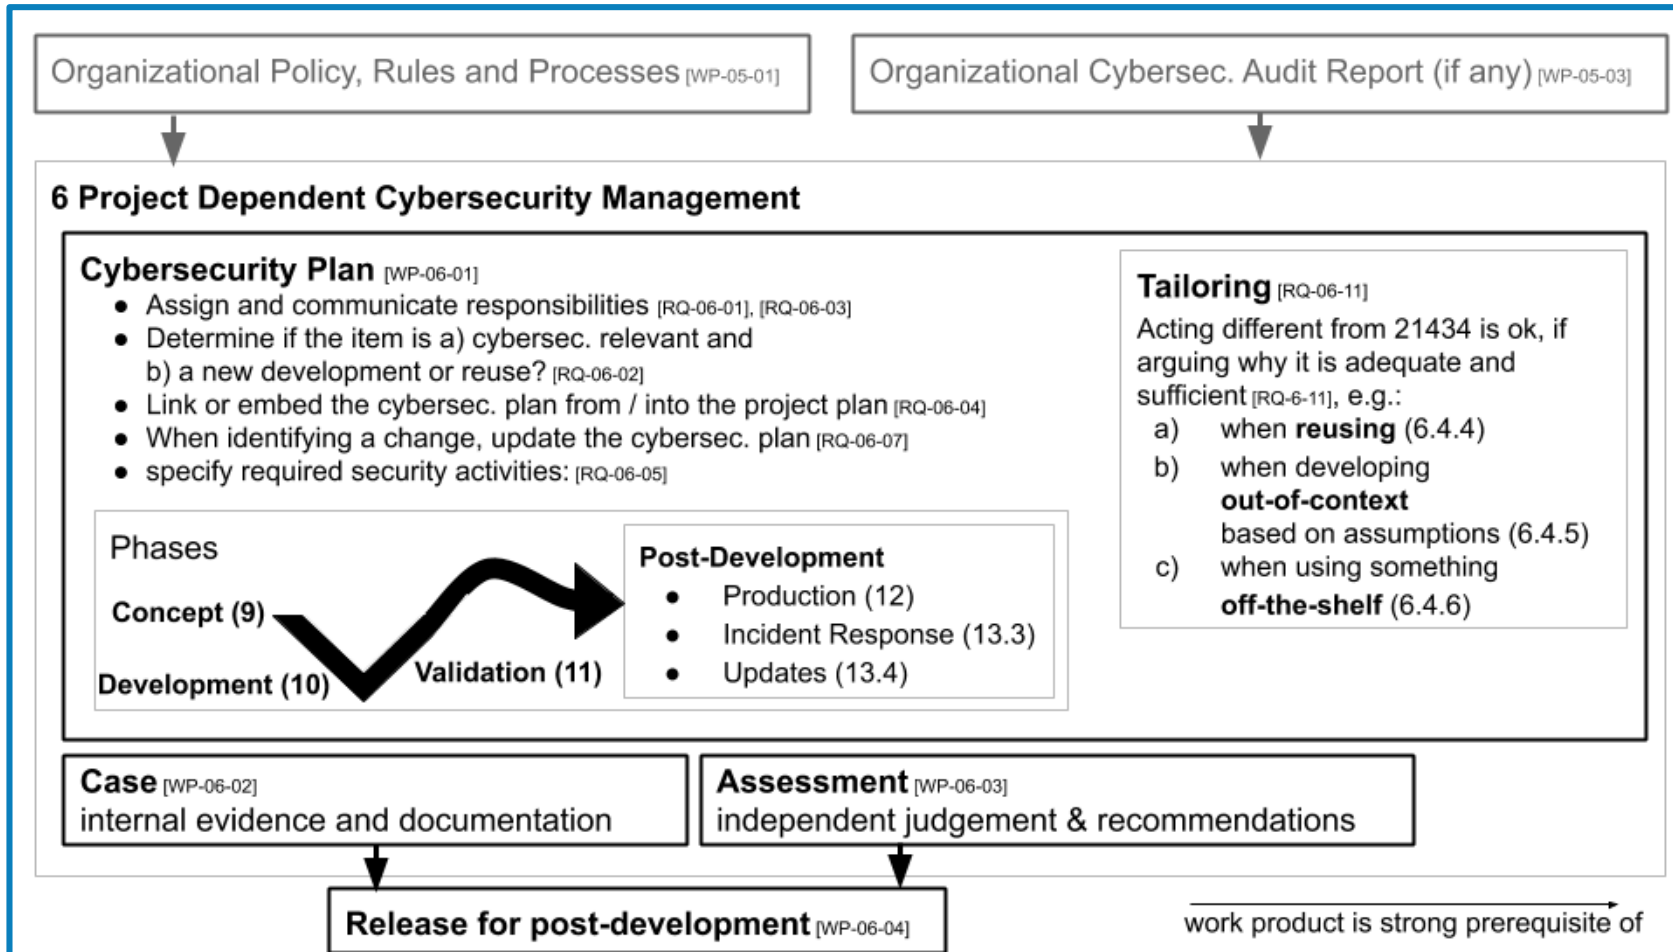 Organizational Policy, Rules and Processes [WP-05-01]
Organizational Cybersec. Audit Report (if any) [WP-05-03]
6 Project Dependent Cybersecurity Management
Cybersecurity Plan [WP-06-01]
● Assign and communicate responsibilities [RQ-06-01], [RQ-06-03]
● Determine if the item is a) cybersec. relevant and
b) a new development or reuse? [RQ-06-02]
● Link or embed the cybersec. plan from / into the project plan [RQ-06-04]
● When identifying a change, update the cybersec. plan [RQ-06-07]
● specify required security activities: [RQ-06-05]
Phases
Concept (9)
Development (10)
Validation (11)
Post-Development
● Production (12)
● Incident Response (13.3)
● Updates (13.4)
Tailoring [RQ-06-11]
Acting different from 21434 is ok, if
arguing why it is adequate and
sufficient [RQ-6-11], e.g.:
a) when reusing (6.4.4)
b) when developing
out-of-context
based on assumptions (6.4.5)
c) when using something
off-the-shelf (6.4.6)
Case [WP-06-02]
internal evidence and documentation
Assessment [WP-06-03]
independent judgement & recommendations
Release for post-development [WP-06-04]
work product is strong prerequisite of